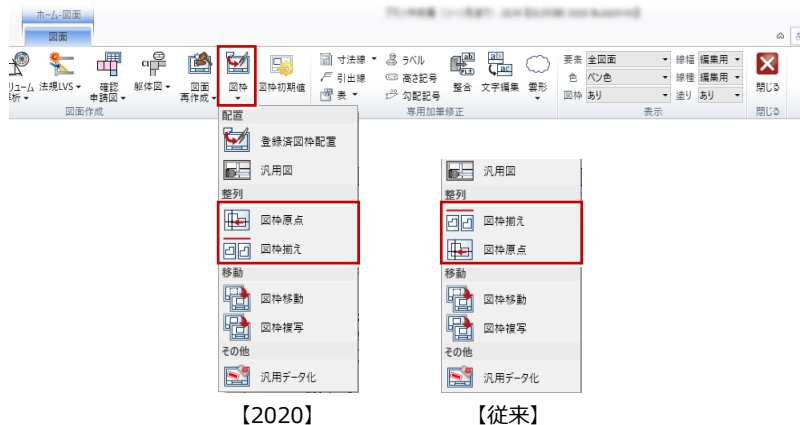 ホーム-図面
図面
リューム
析
法規LVS
確認
申請図
躯体図
図面
再作成
図枠
図枠初期値
寸法線
引出線
表
ラベル
高さ記号
勾配記号
整合
文字編集
雲形
要素 全図面
色 ペン色
図枠 あり
線幅 編集用
線種 編集用
塗り あり
閉じる
図面作成
専用加筆修正
表示
閉じる
配置
登録済図枠配置
汎用図
整列
図枠原点
図枠揃え
移動
図枠移動
図枠複写
その他
汎用データ化
【2020】
汎用図
整列
図枠揃え
図枠原点
移動
図枠移動
図枠複写
その他
汎用データ化
【従来】